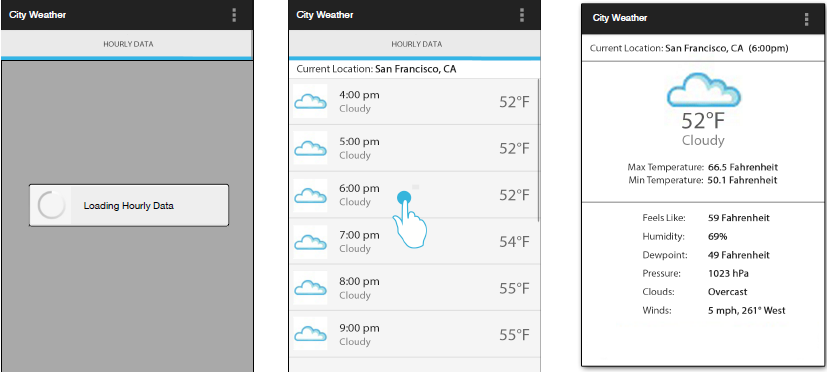 City Weather
HOURLY DATA
Loading Hourly Data
City Weather
HOURLY DATA
Current Location: San Francisco, CA
4:00 pm
Cloudy
52°F
5:00 pm
Cloudy
52°F
6:00 pm
Cloudy
52°F
7:00 pm
Cloudy
54°F
8:00 pm
Cloudy
55°F
9:00 pm
Cloudy
55°F
City Weather
Current Location: San Francisco, CA (6:00pm)
52°F
Cloudy
Max Temperature: 66.5 Fahrenheit
Min Temperature: 50.1 Fahrenheit
Feels Like: 59 Fahrenheit
Humidity: 69%
Dewpoint: 49 Fahrenheit
Pressure: 1023 hPa
Clouds: Overcast
Winds: 5 mph, 261° West